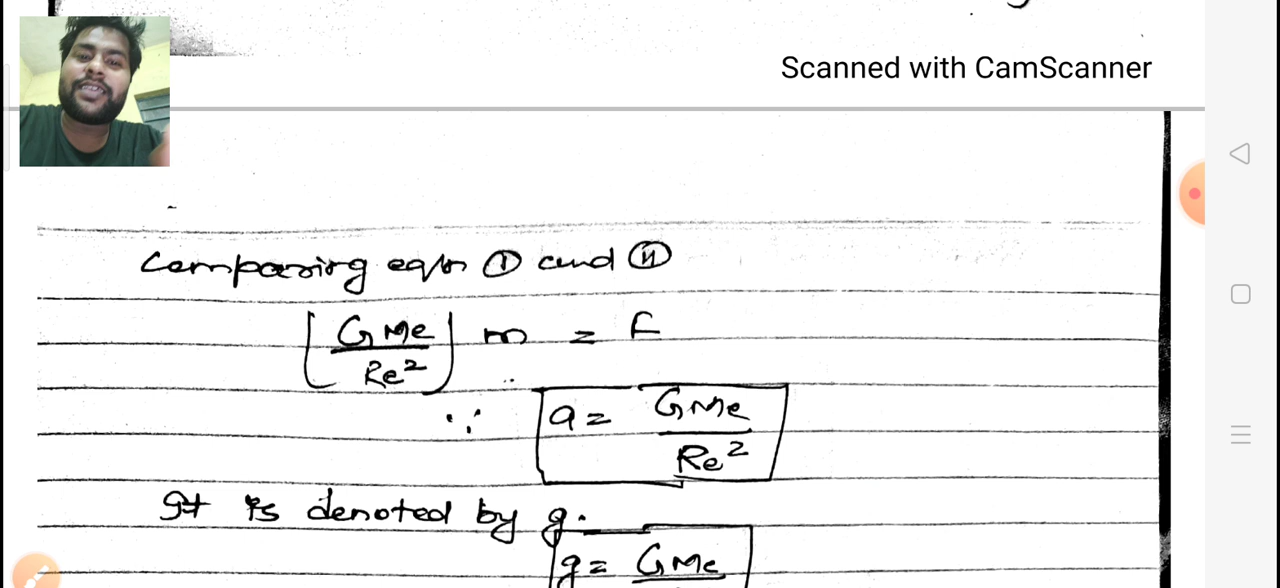 Scanned with CamScanner
Comparing eqn ① and ⑪
[GMe/Re²] m = F
∵ a = GMe/Re²
It is denoted by g.
g = GMe